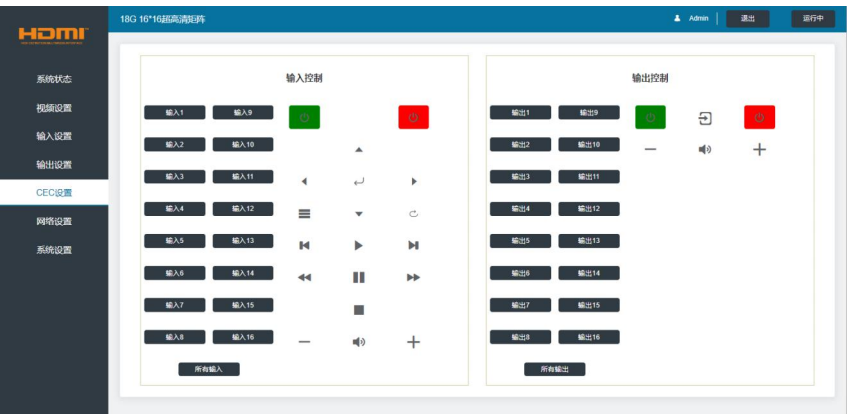 HDMI
18G 16*16超高清矩阵
Admin
退出
运行中
系统状态
视频设置
输入设置
输出设置
CEC设置
网络设置
系统设置
输入控制
输入1 输入9
输入2 输入10
输入3 输入11
输入4 输入12
输入5 输入13
输入6 输入14
输入7 输入15
输入8 输入16
所有输入
输出控制
输出1 输出9
输出2 输出10
输出3 输出11
输出4 输出12
输出5 输出13
输出6 输出14
输出7 输出15
输出8 输出16
所有输出